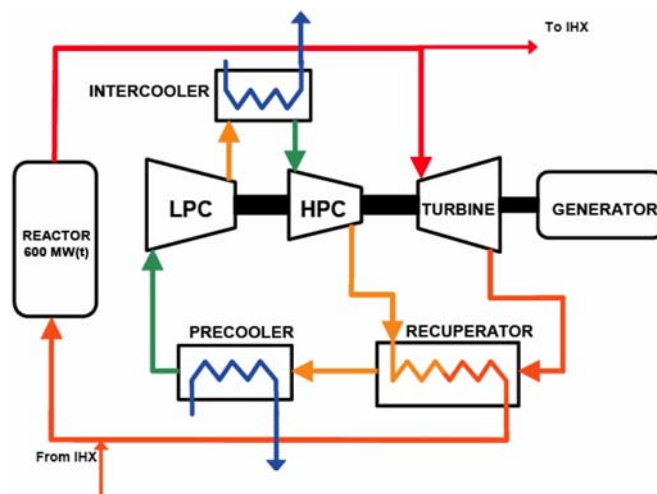 To IHX
INTERCOOLER
LPC
HPC
TURBINE
GENERATOR
REACTOR
600 MW(t)
PRECOOLER
RECUPERATOR
From IHX